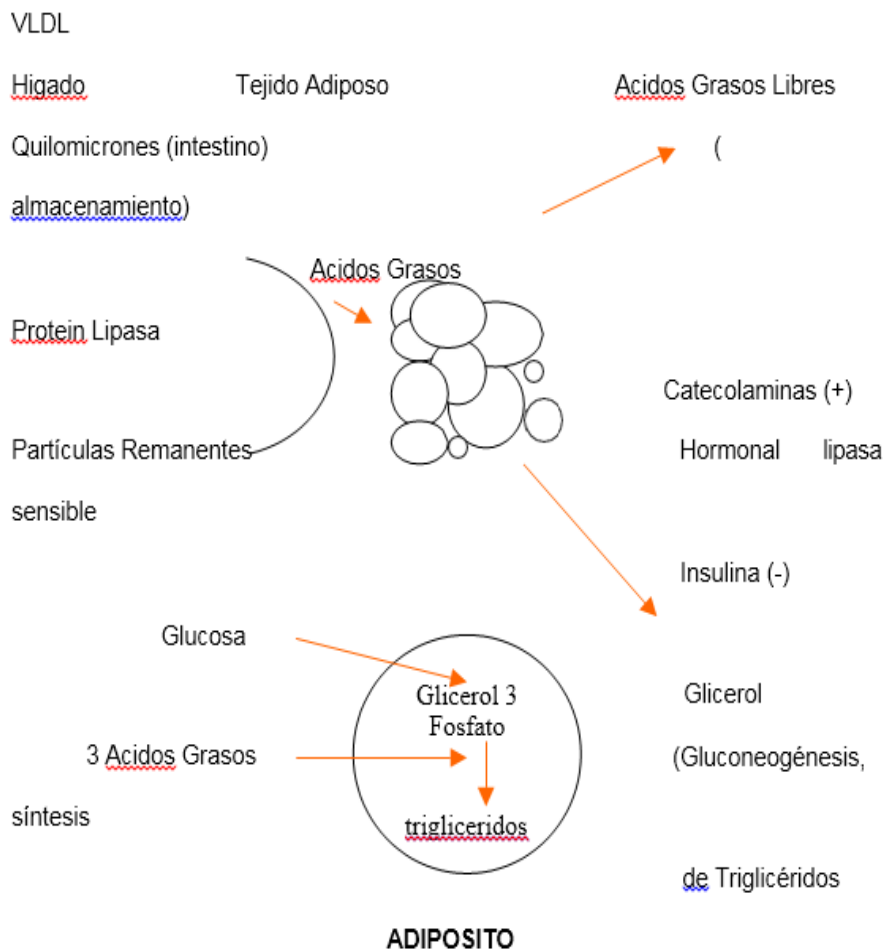 VLDL
Higado Tejido Adiposo Acidos Grasos Libres
Quilomicrones (intestino) (
almacenamiento)
Acidos Grasos
Protein Lipasa
Catecolaminas (+)
Partículas Remanentes Hormonal lipasa
sensible
Insulina (-)
Glucosa
Glicerol 3 Glicerol
Fosfato
3 Acidos Grasos (Gluconeogénesis,
síntesis
trigliceridos
de Triglicéridos
ADIPOSITO